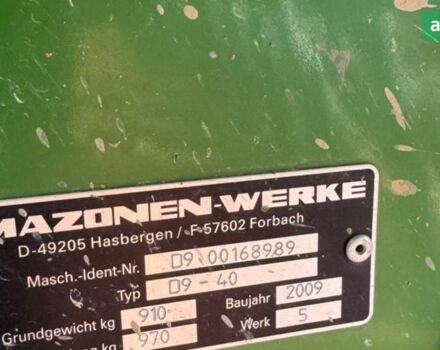 MAZONEN-WERKE
D-49205 Hasbergen / F-57602 Forbach
Masch.-Ident-Nr. D9 00168989
Typ D9-40
Grundgewicht kg 910 Baujahr 2009
kg 970 Werk 5